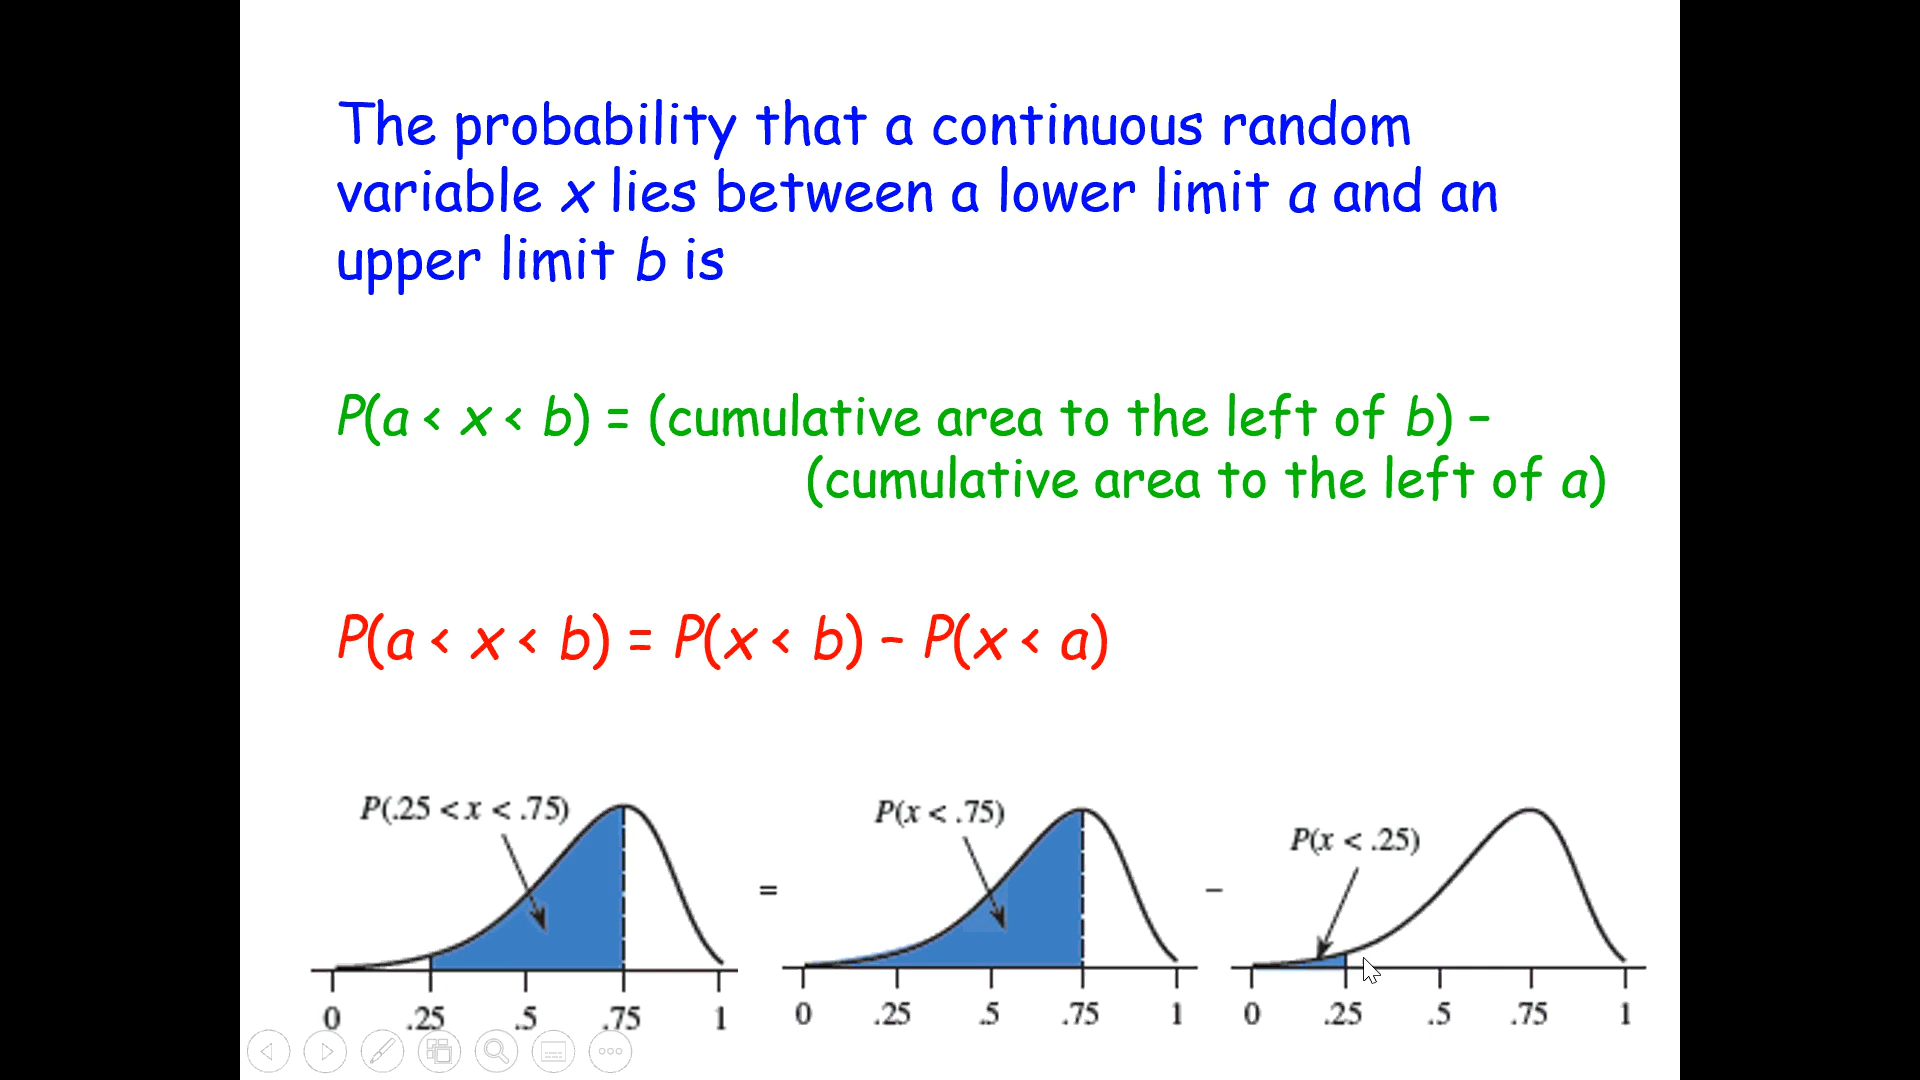 The probability that a continuous random
variable x lies between a lower limit a and an
upper limit b is
P(a < x < b) = (cumulative area to the left of b) –
(cumulative area to the left of a)
P(a < x < b) = P(x < b) – P(x < a)
P(.25 < x < .75)
0 .25 .5 .75 1
=
P(x < .75)
0 .25 .5 .75 1
–
P(x < .25)
0 .25 .5 .75 1